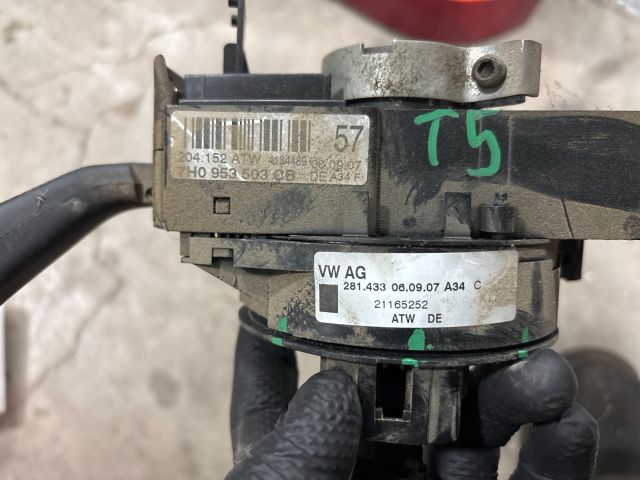 57
204.152 ATW 4184489 06.09.07
7H0 953 503 CB DE A34 F
T5
VW AG
281.433 06.09.07 A34 C
21165252
ATW DE